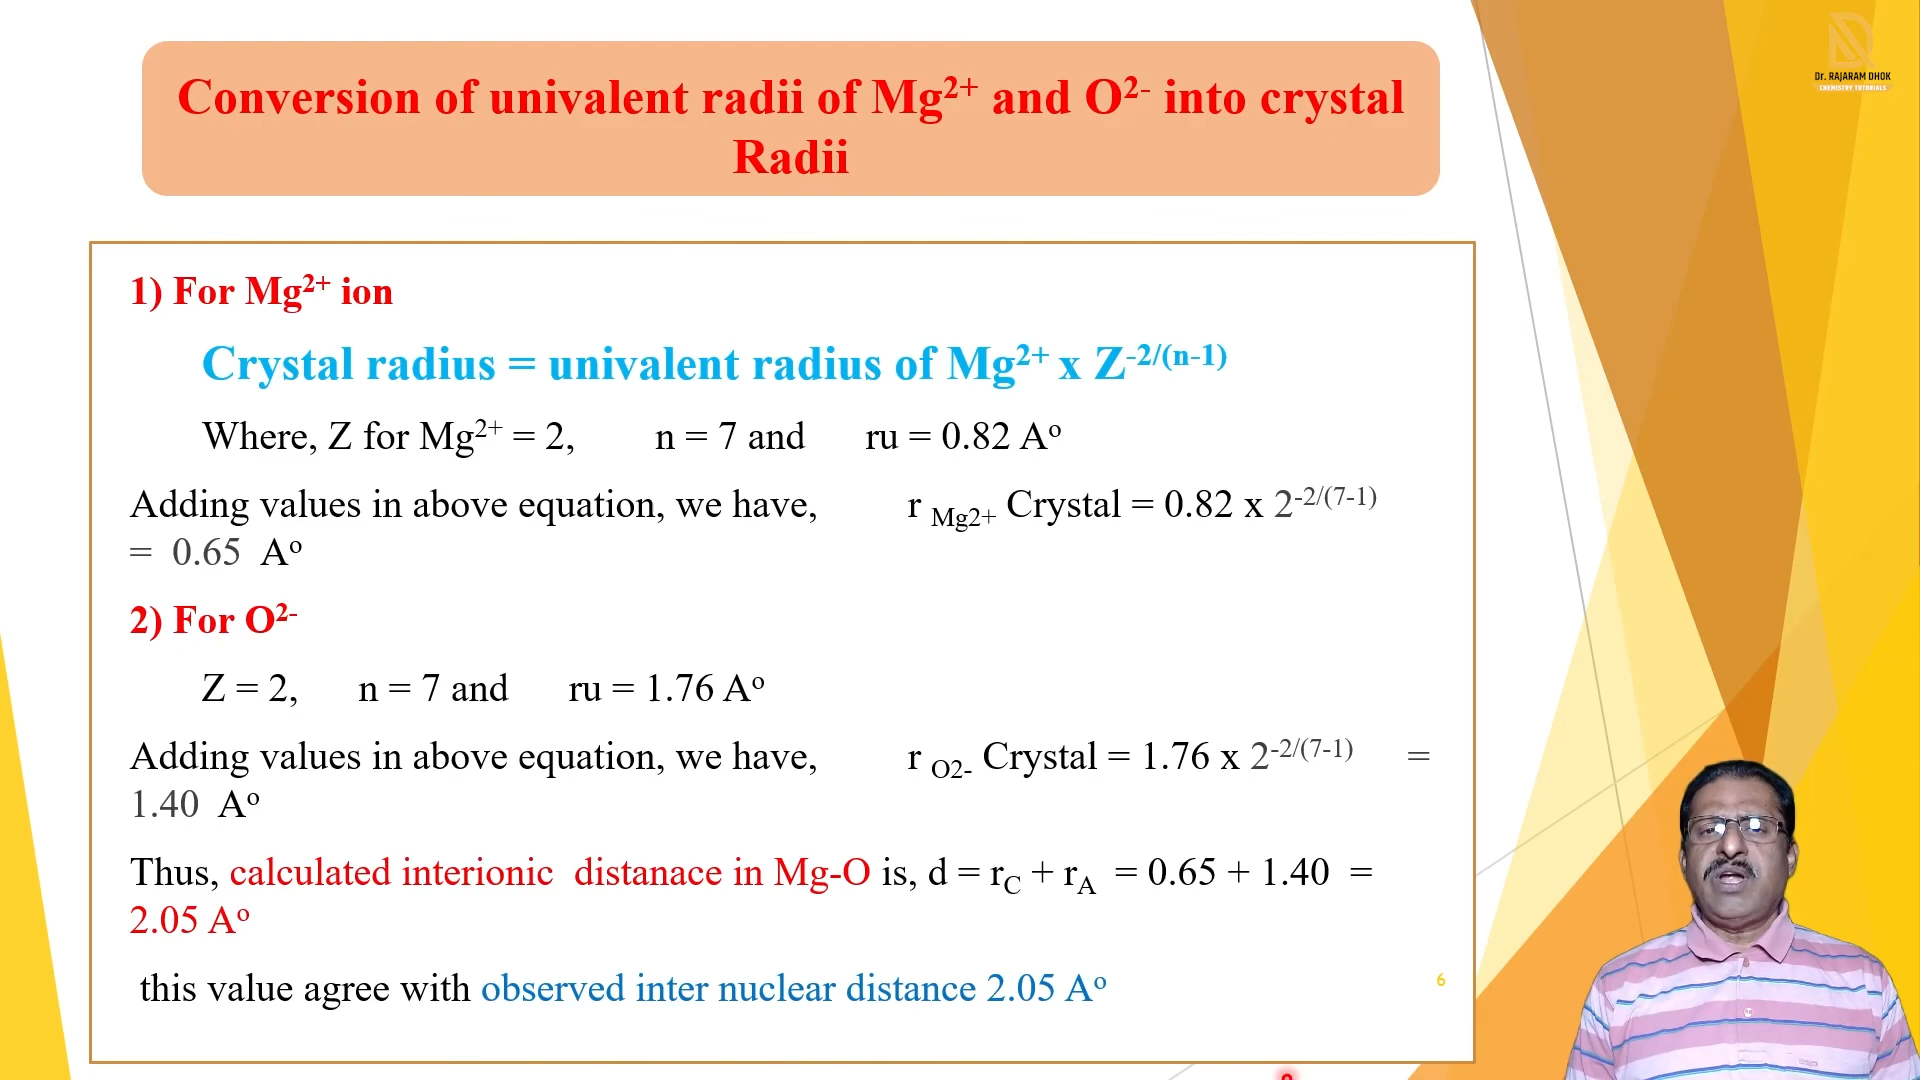 Dr. RAJARAM DHOK
CHEMISTRY TUTORIALS
Conversion of univalent radii of Mg²⁺ and O²⁻ into crystal
Radii
1) For Mg²⁺ ion
Crystal radius = univalent radius of Mg²⁺ x Z⁻²/⁽ⁿ⁻¹⁾
Where, Z for Mg²⁺ = 2, n = 7 and ru = 0.82 Aᵒ
Adding values in above equation, we have, r Mg2+ Crystal = 0.82 x 2⁻²/⁽⁷⁻¹⁾
= 0.65 Aᵒ
2) For O²⁻
Z = 2, n = 7 and ru = 1.76 Aᵒ
Adding values in above equation, we have, r O2- Crystal = 1.76 x 2⁻²/⁽⁷⁻¹⁾ =
1.40 Aᵒ
Thus, calculated interionic distanace in Mg-O is, d = rC + rA = 0.65 + 1.40 =
2.05 Aᵒ
this value agree with observed inter nuclear distance 2.05 Aᵒ
6